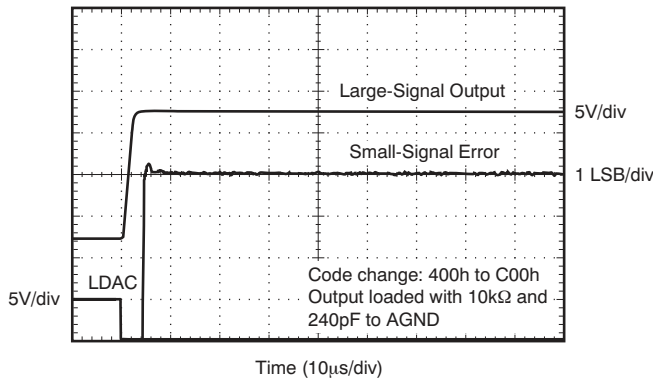 Large-Signal Output
5V/div
Small-Signal Error
1 LSB/div
LDAC
5V/div
Code change: 400h to C00h
Output loaded with 10kΩ and
240pF to AGND
Time (10μs/div)